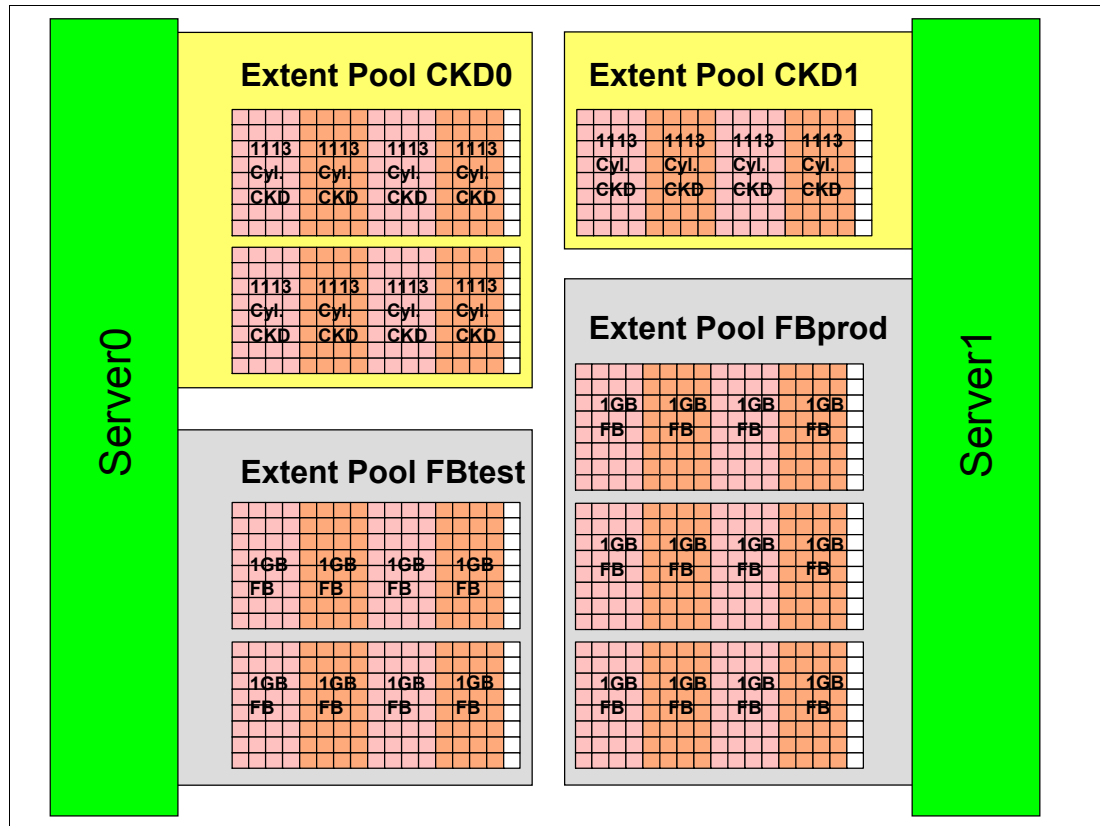 Server0
Extent Pool CKD0
1113 1113 1113 1113
Cyl. Cyl. Cyl. Cyl.
CKD CKD CKD CKD
1113 1113 1113 1113
Cyl. Cyl. Cyl. Cyl.
CKD CKD CKD CKD
Extent Pool FBtest
1GB 1GB 1GB 1GB
FB FB FB FB
1GB 1GB 1GB 1GB
FB FB FB FB
Extent Pool CKD1
1113 1113 1113 1113
Cyl. Cyl. Cyl. Cyl.
CKD CKD CKD CKD
Extent Pool FBprod
1GB 1GB 1GB 1GB
FB FB FB FB
1GB 1GB 1GB 1GB
FB FB FB FB
1GB 1GB 1GB 1GB
FB FB FB FB
Server1